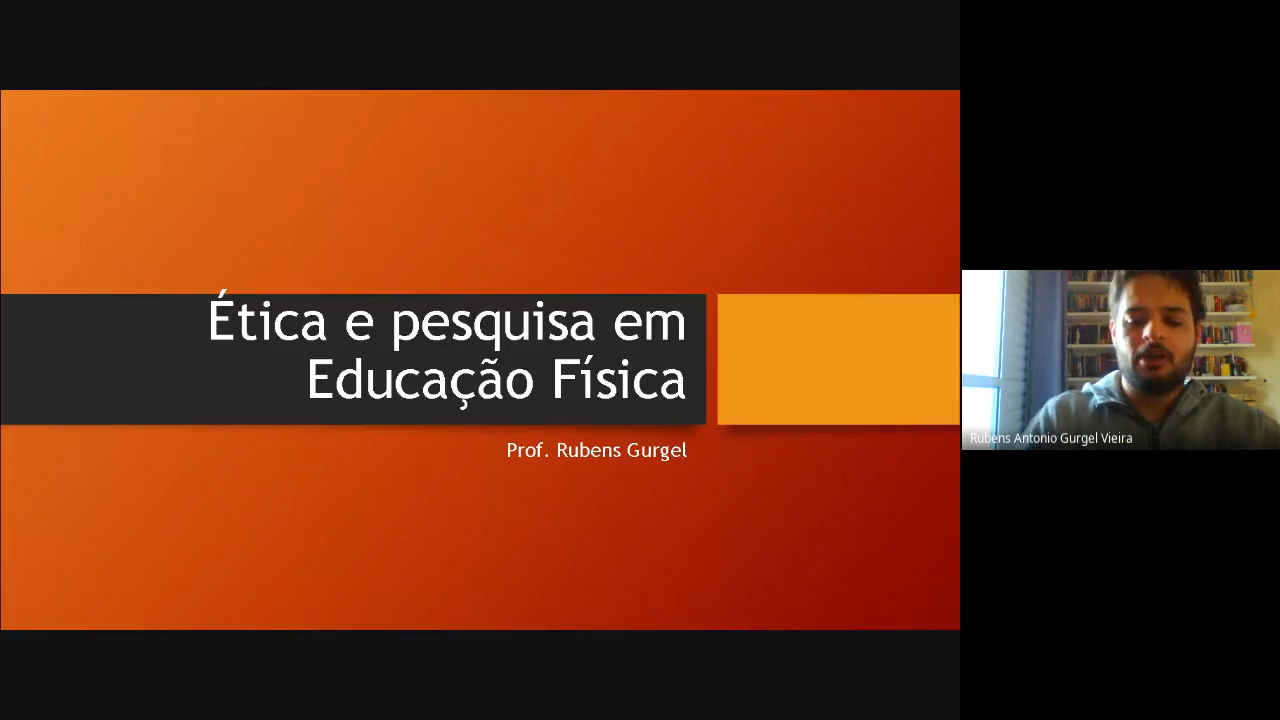 Ética e pesquisa em
Educação Física
Prof. Rubens Gurgel
Rubens Antonio Gurgel Vieira